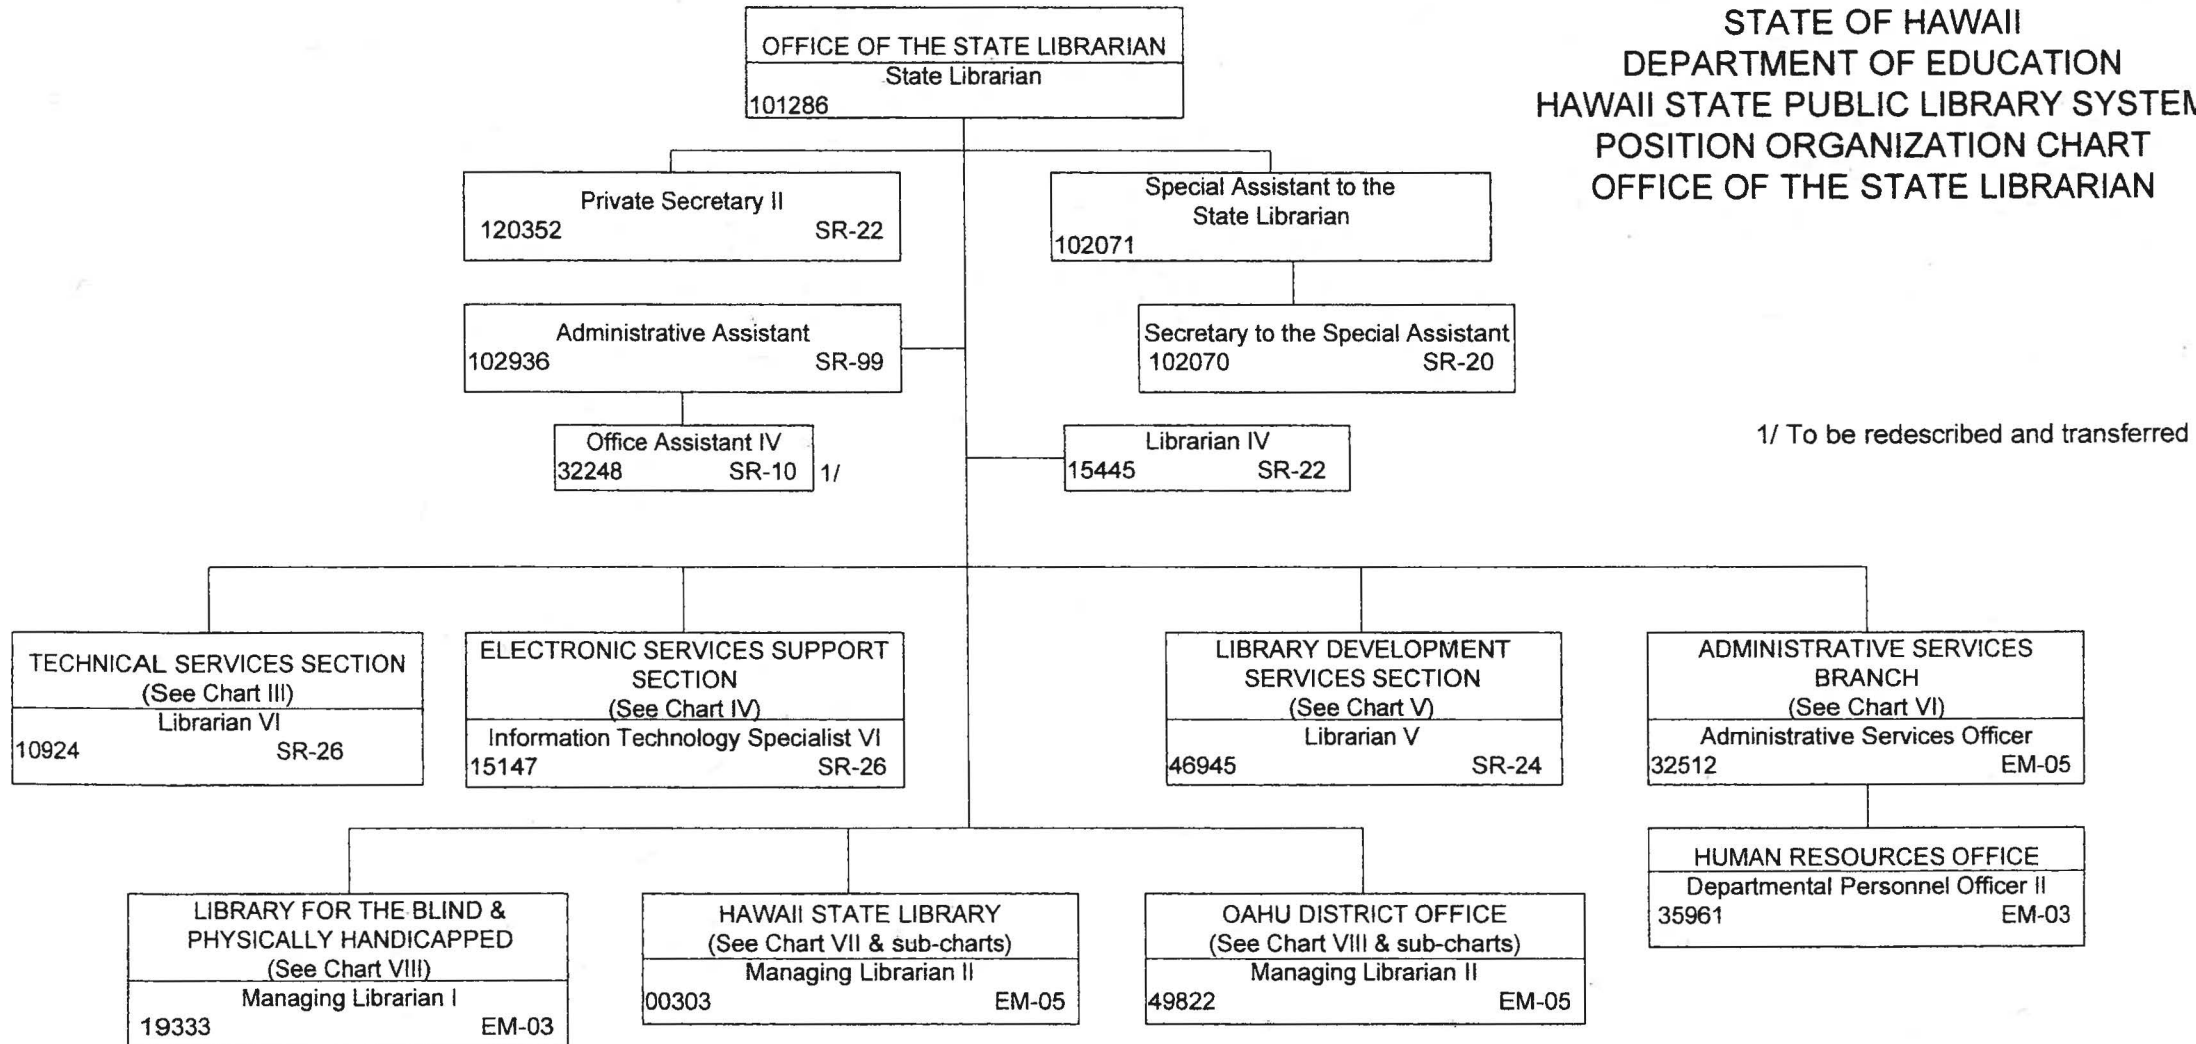 STATE OF HAWAII
DEPARTMENT OF EDUCATION
HAWAII STATE PUBLIC LIBRARY SYSTEM
POSITION ORGANIZATION CHART
OFFICE OF THE STATE LIBRARIAN
OFFICE OF THE STATE LIBRARIAN
State Librarian
101286
Private Secretary II
120352 SR-22
Special Assistant to the
State Librarian
102071
Administrative Assistant
102936 SR-99
Secretary to the Special Assistant
102070 SR-20
Office Assistant IV
32248 SR-10 1/
Librarian IV
15445 SR-22
1/ To be redescribed and transferred
TECHNICAL SERVICES SECTION
(See Chart III)
Librarian VI
10924 SR-26
ELECTRONIC SERVICES SUPPORT
SECTION
(See Chart IV)
Information Technology Specialist VI
15147 SR-26
LIBRARY DEVELOPMENT
SERVICES SECTION
(See Chart V)
Librarian V
46945 SR-24
ADMINISTRATIVE SERVICES
BRANCH
(See Chart VI)
Administrative Services Officer
32512 EM-05
LIBRARY FOR THE BLIND &
PHYSICALLY HANDICAPPED
(See Chart VIII)
Managing Librarian I
19333 EM-03
HAWAII STATE LIBRARY
(See Chart VII & sub-charts)
Managing Librarian II
00303 EM-05
OAHU DISTRICT OFFICE
(See Chart VIII & sub-charts)
Managing Librarian II
49822 EM-05
HUMAN RESOURCES OFFICE
Departmental Personnel Officer II
35961 EM-03